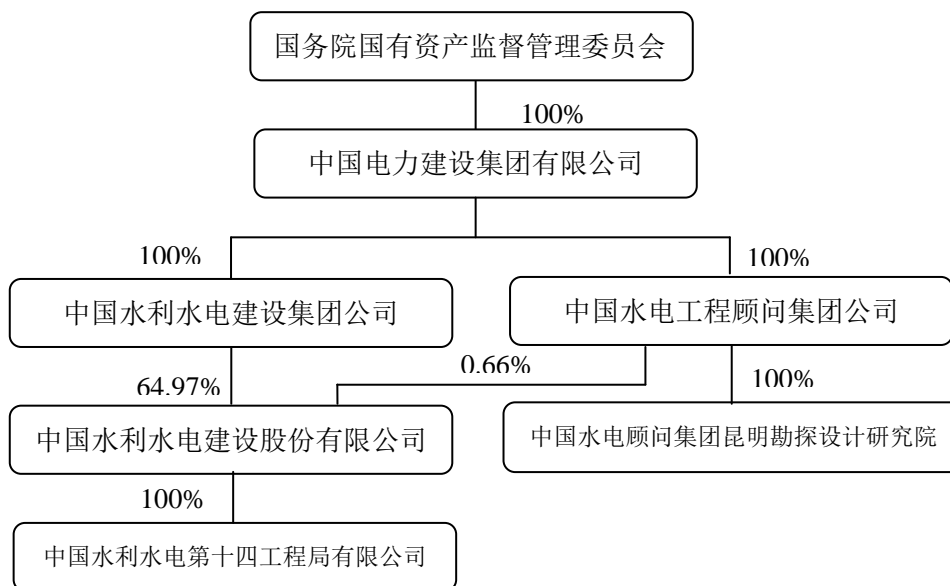 国务院国有资产监督管理委员会
100%
中国电力建设集团有限公司
100%
100%
中国水利水电建设集团公司
中国水电工程顾问集团公司
0.66%
64.97%
100%
中国水利水电建设股份有限公司
中国水电顾问集团昆明勘探设计研究院
100%
中国水利水电第十四工程局有限公司